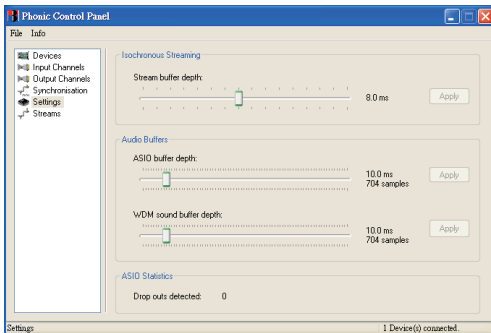 Phonic Control Panel
File Info
Devices
Input Channels
Output Channels
Synchronisation
Settings
Streams
Isochronous Streaming
Stream buffer depth:
8.0 ms
Apply
Audio Buffers
ASIO buffer depth:
10.0 ms
704 samples
Apply
WDM sound buffer depth:
10.0 ms
704 samples
Apply
ASIO Statistics
Drop outs detected: 0
Settings
1 Device(s) connected.